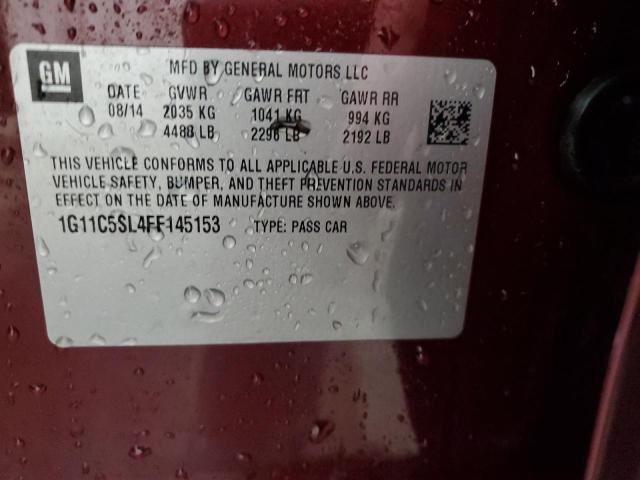 GM
MFD BY GENERAL MOTORS LLC
DATE GVWR GAWR FRT GAWR RR
08/14 2035 KG 1041 KG 994 KG
4488 LB 2296 LB 2192 LB
THIS VEHICLE CONFORMS TO ALL APPLICABLE U.S. FEDERAL MOTOR
VEHICLE SAFETY, BUMPER, AND THEFT PREVENTION STANDARDS IN
EFFECT ON THE DATE OF MANUFACTURE SHOWN ABOVE.
1G11C5SL4FF145153 TYPE: PASS CAR